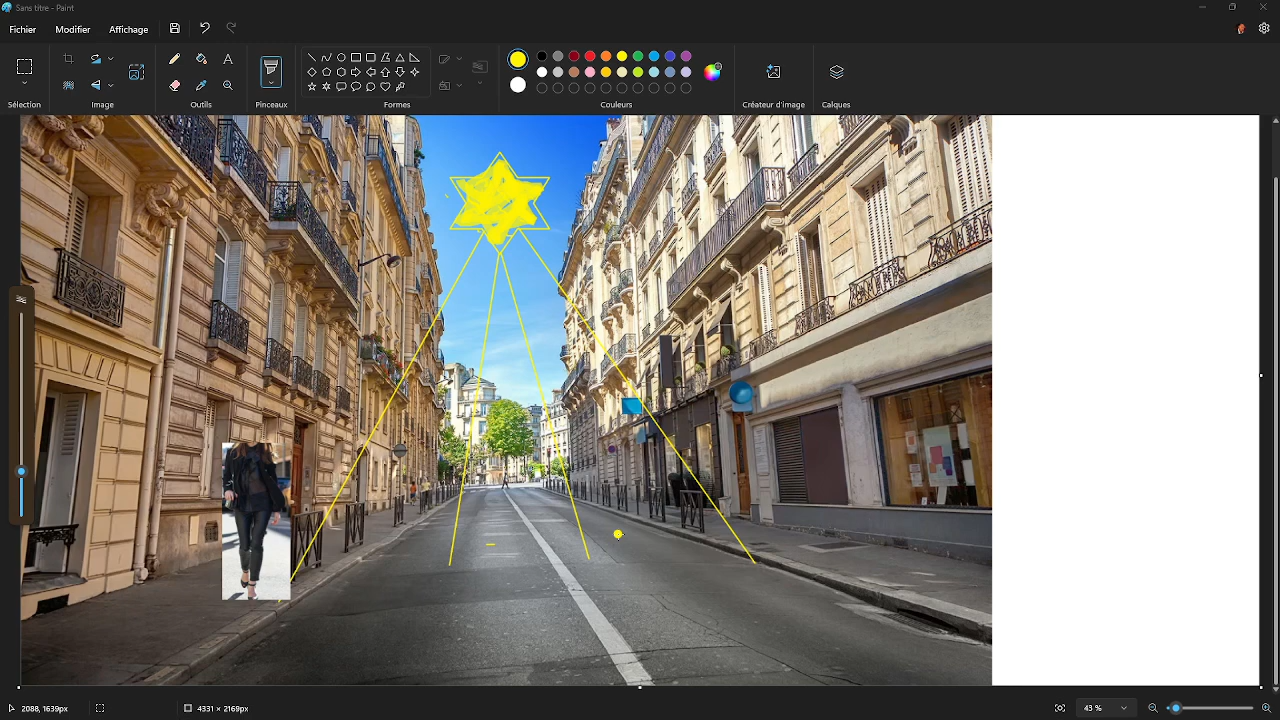 Sans titre - Paint
Fichier Modifier Affichage
Sélection Image Outils Pinceaux Formes Couleurs Créateur d'image Calques
2088, 1639px 4331 × 2169px 43 %